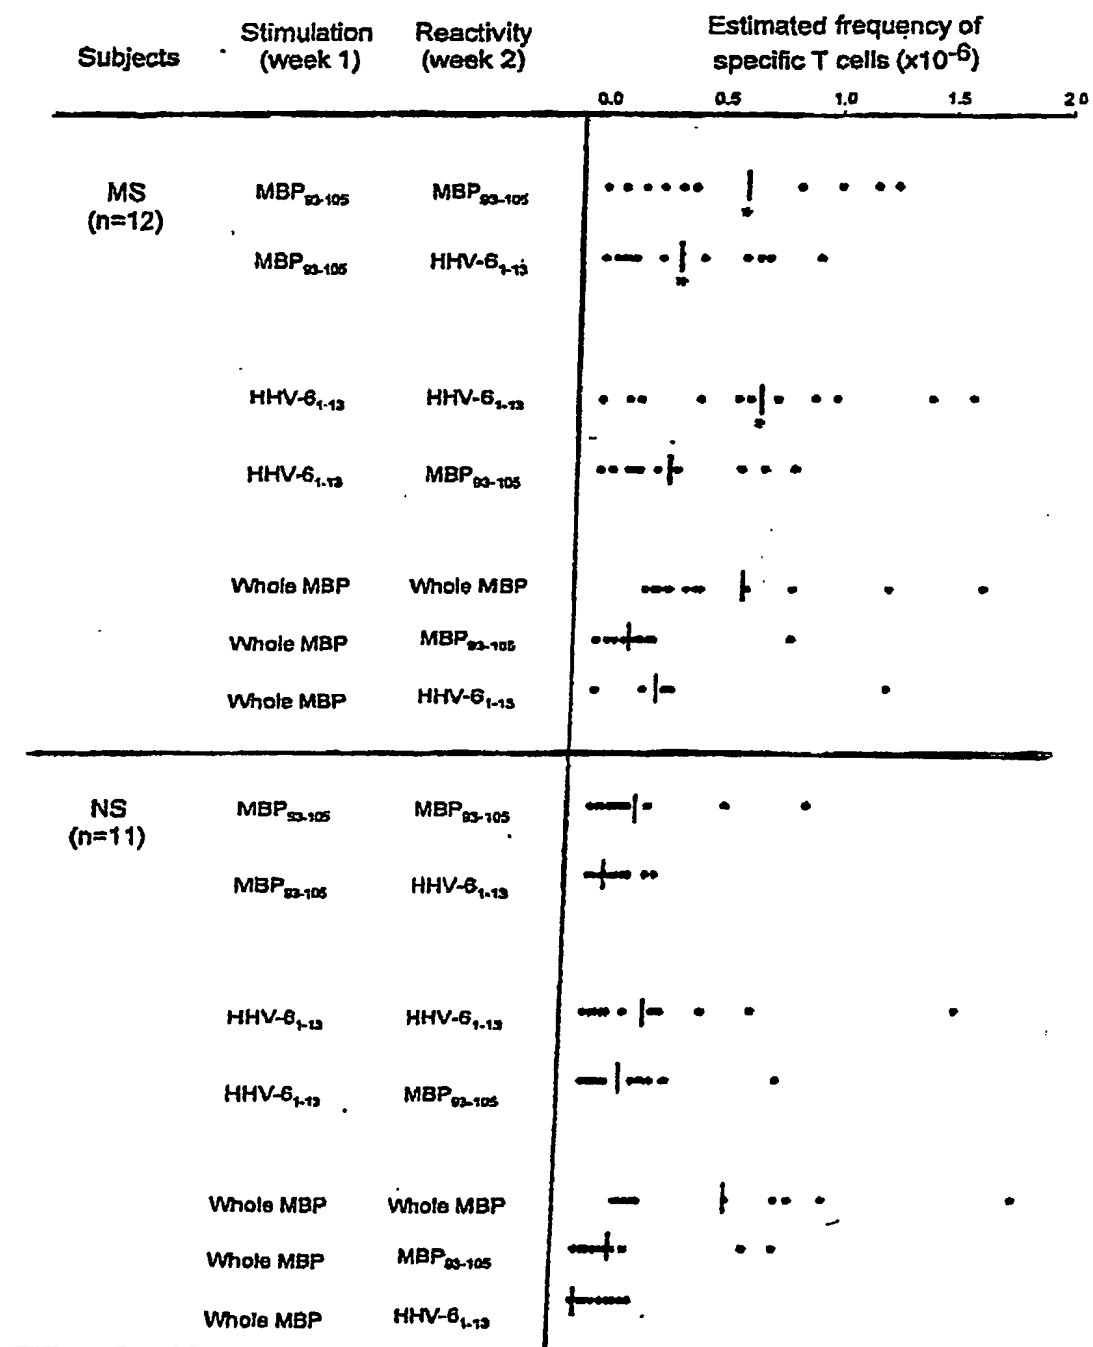 Subjects Stimulation (week 1) Reactivity (week 2) Estimated frequency of specific T cells (x10⁻⁶)
0.0 0.5 1.0 1.5 2.0
MS (n=12) MBP₉₃₋₁₀₅ MBP₉₃₋₁₀₅
*
MBP₉₃₋₁₀₅ HHV-6₁₋₁₃
*
HHV-6₁₋₁₃ HHV-6₁₋₁₃
*
HHV-6₁₋₁₃ MBP₉₃₋₁₀₅
Whole MBP Whole MBP
Whole MBP MBP₉₃₋₁₀₅
Whole MBP HHV-6₁₋₁₃
NS (n=11) MBP₉₃₋₁₀₅ MBP₉₃₋₁₀₅
MBP₉₃₋₁₀₅ HHV-6₁₋₁₃
HHV-6₁₋₁₃ HHV-6₁₋₁₃
HHV-6₁₋₁₃ MBP₉₃₋₁₀₅
Whole MBP Whole MBP
Whole MBP MBP₉₃₋₁₀₅
Whole MBP HHV-6₁₋₁₃